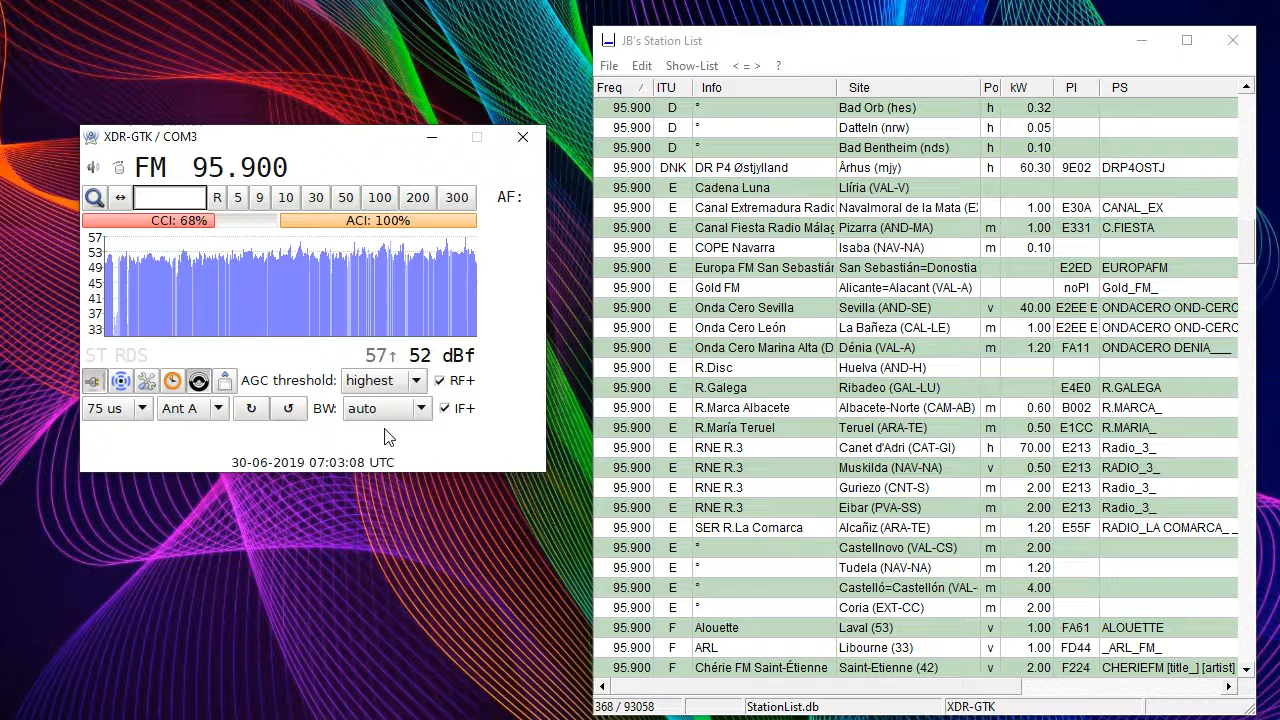 XDR-GTK / COM3
FM 95.900
R 5 9 10 30 50 100 200 300 AF:
CCI: 68% ACI: 100%
57
53
49
45
41
37
33
ST RDS 57↑ 52 dBf
AGC threshold: highest RF+
75 us Ant A ↻ ↺ BW: auto IF+
30-06-2019 07:03:08 UTC
JB's Station List
File Edit Show-List < = > ?
Freq ITU Info Site Po kW PI PS
95.900 D ° Bad Orb (hes) h 0.32
95.900 D ° Datteln (nrw) h 0.05
95.900 D ° Bad Bentheim (nds) h 0.10
95.900 DNK DR P4 Østjylland Århus (mjy) h 60.30 9E02 DRP4OSTJ
95.900 E Cadena Luna Llíria (VAL-V)
95.900 E Canal Extremadura Radio Navalmoral de la Mata (E> 1.00 E30A CANAL_EX
95.900 E Canal Fiesta Radio Málag Pizarra (AND-MA) m 1.00 E331 C.FIESTA
95.900 E COPE Navarra Isaba (NAV-NA) m 0.10
95.900 E Europa FM San Sebastiár San Sebastián=Donostia E2ED EUROPAFM
95.900 E Gold FM Alicante=Alacant (VAL-A) noPI Gold_FM_
95.900 E Onda Cero Sevilla Sevilla (AND-SE) v 40.00 E2EE E ONDACERO OND-CERO
95.900 E Onda Cero León La Bañeza (CAL-LE) m 1.00 E2EE E ONDACERO OND-CERO
95.900 E Onda Cero Marina Alta (D Dénia (VAL-A) m 1.20 FA11 ONDACERO DENIA___
95.900 E R.Disc Huelva (AND-H)
95.900 E R.Galega Ribadeo (GAL-LU) E4E0 R.GALEGA
95.900 E R.Marca Albacete Albacete-Norte (CAM-AB) m 0.60 B002 R.MARCA_
95.900 E R.María Teruel Teruel (ARA-TE) m 0.50 E1CC R.MARIA_
95.900 E RNE R.3 Canet d'Adri (CAT-GI) h 70.00 E213 Radio_3_
95.900 E RNE R.3 Muskilda (NAV-NA) v 0.50 E213 RADIO_3_
95.900 E RNE R.3 Guriezo (CNT-S) m 2.00 E213 Radio_3_
95.900 E RNE R.3 Eibar (PVA-SS) m 2.00 E213 Radio_3_
95.900 E SER R.La Comarca Alcañiz (ARA-TE) m 1.20 E55F RADIO_LA COMARCA_ _
95.900 E ° Castellnovo (VAL-CS) m 2.00
95.900 E ° Tudela (NAV-NA) m 1.20
95.900 E ° Castelló=Castellón (VAL- m 4.00
95.900 E ° Coria (EXT-CC) m 2.00
95.900 F Alouette Laval (53) v 1.00 FA61 ALOUETTE
95.900 F ARL Libourne (33) v 1.00 FD44 _ARL_FM_
95.900 F Chérie FM Saint-Étienne Saint-Etienne (42) v 2.00 F224 CHERIEFM [title_] [artist]
368 / 93058 StationList.db XDR-GTK